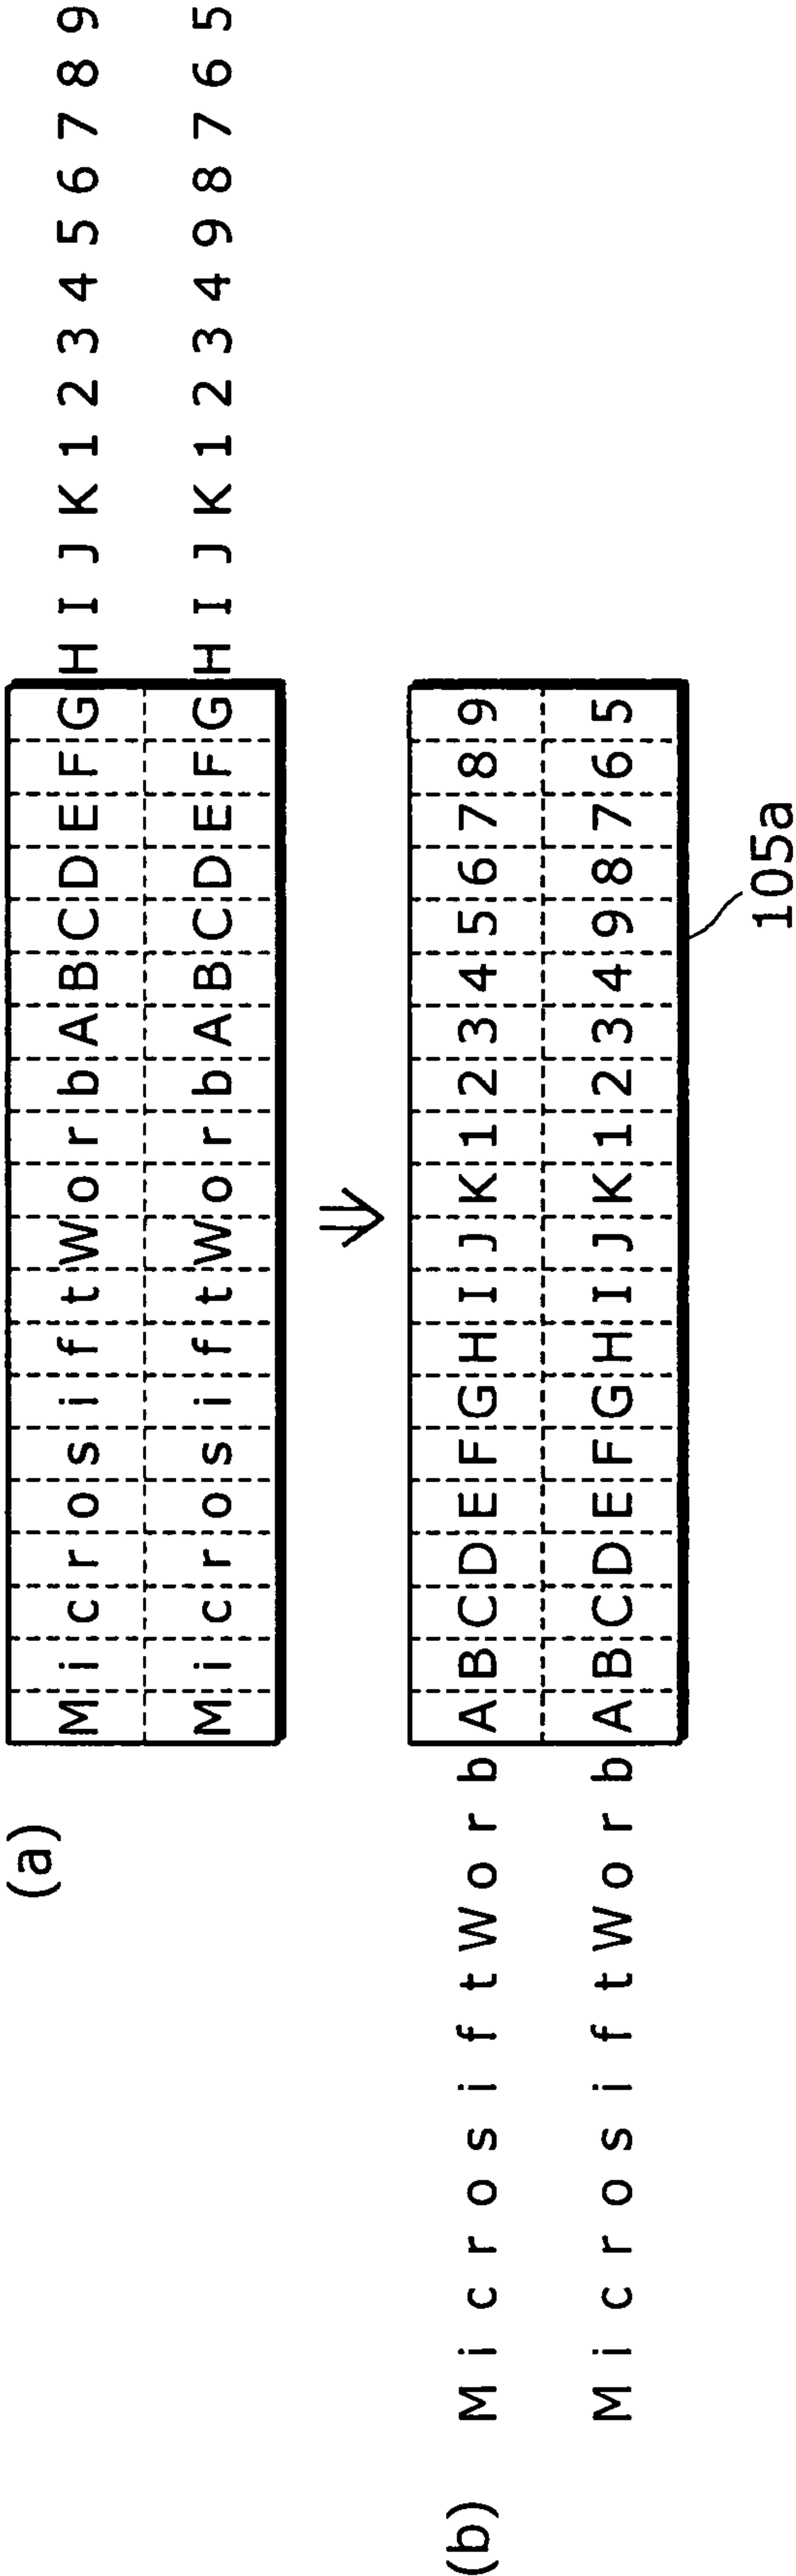 (a)
M i c r o s i f t W o r b A B C D E F G H I J K 1 2 3 4 5 6 7 8 9
M i c r o s i f t W o r b A B C D E F G H I J K 1 2 3 4 9 8 7 6 5
(b)
M i c r o s i f t W o r b A B C D E F G H I J K 1 2 3 4 5 6 7 8 9
M i c r o s i f t W o r b A B C D E F G H I J K 1 2 3 4 9 8 7 6 5
105a